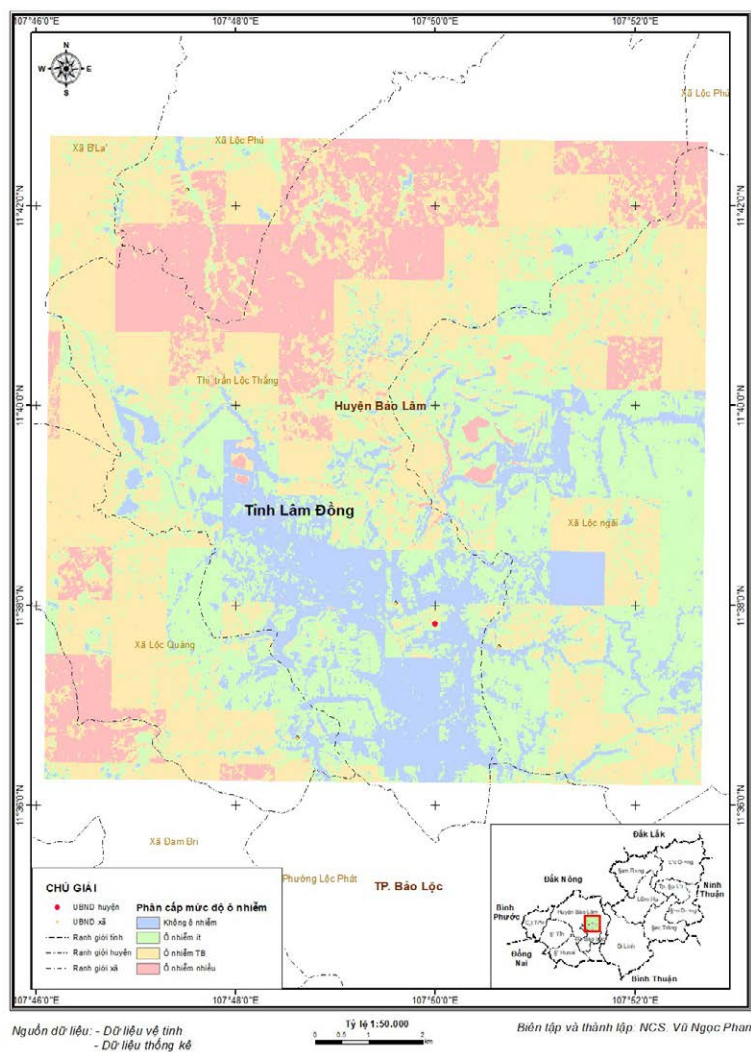 107°46'0"E 107°48'0"E 107°50'0"E 107°52'0"E
N
W E
S
Xã Lộc Phú
Xã B'La'
Xã Lộc Phú
11°42'0"N
11°42'0"N
Thị trấn Lộc Thắng
Huyện Bảo Lâm
11°40'0"N
11°40'0"N
Tỉnh Lâm Đồng
Xã Lộc ngãi
11°38'0"N
11°38'0"N
Xã Lộc Quảng
11°36'0"N
11°36'0"N
Xã Đam Bri
Phường Lộc Phát
TP. Bảo Lộc
CHÚ GIẢI
UBND huyện
UBND xã
Ranh giới tỉnh
Ranh giới huyện
Ranh giới xã
Phân cấp mức độ ô nhiễm
Không ô nhiễm
Ô nhiễm ít
Ô nhiễm TB
Ô nhiễm nhiều
Đắk Lắk
Đắk Nông
Ninh Thuận
Bình Phước
Huyện Bảo Lâm
Di Linh
Đồng Nai
Bình Thuận
107°46'0"E 107°48'0"E 107°50'0"E 107°52'0"E
Nguồn dữ liệu: - Dữ liệu vệ tinh
- Dữ liệu thống kê
Tỷ lệ 1:50.000
0 0.5 1 2
km
Biên tập và thành lập: NCS. Vũ Ngọc Phan